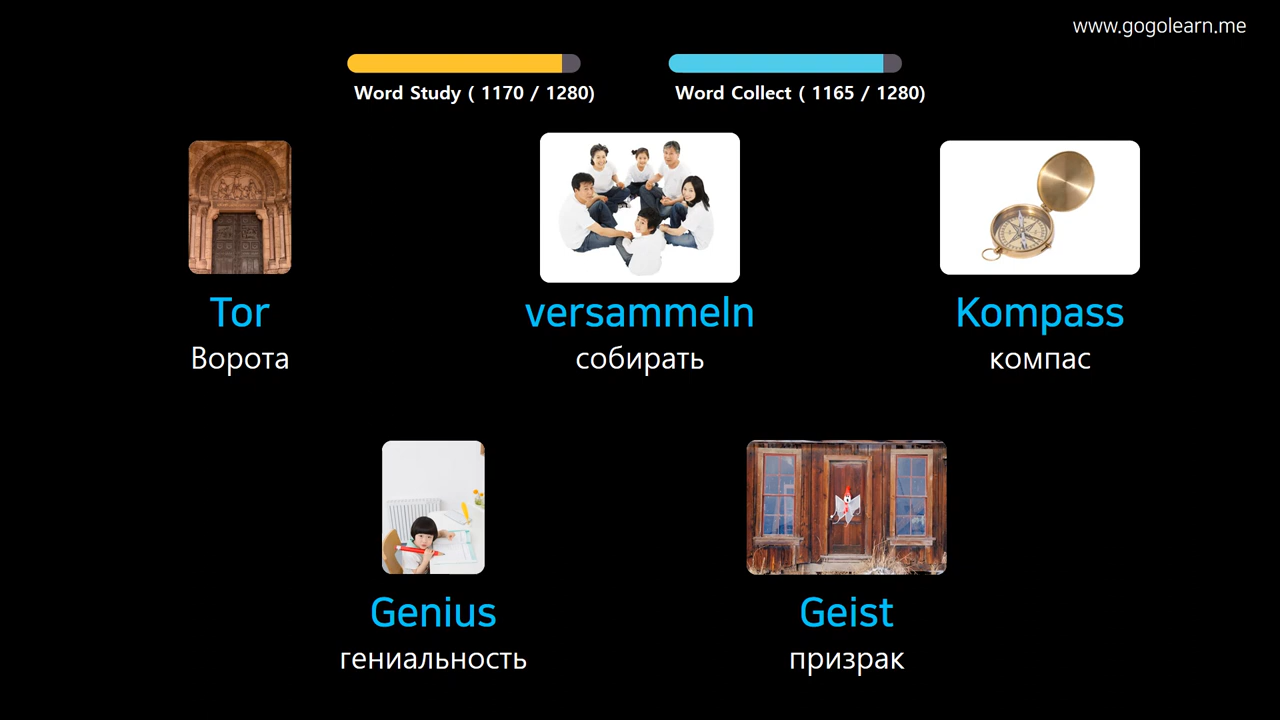 www.gogolearn.me
Word Study ( 1170 / 1280)
Word Collect ( 1165 / 1280)
Tor
Ворота
versammeln
собирать
Kompass
компас
Genius
гениальность
Geist
призрак